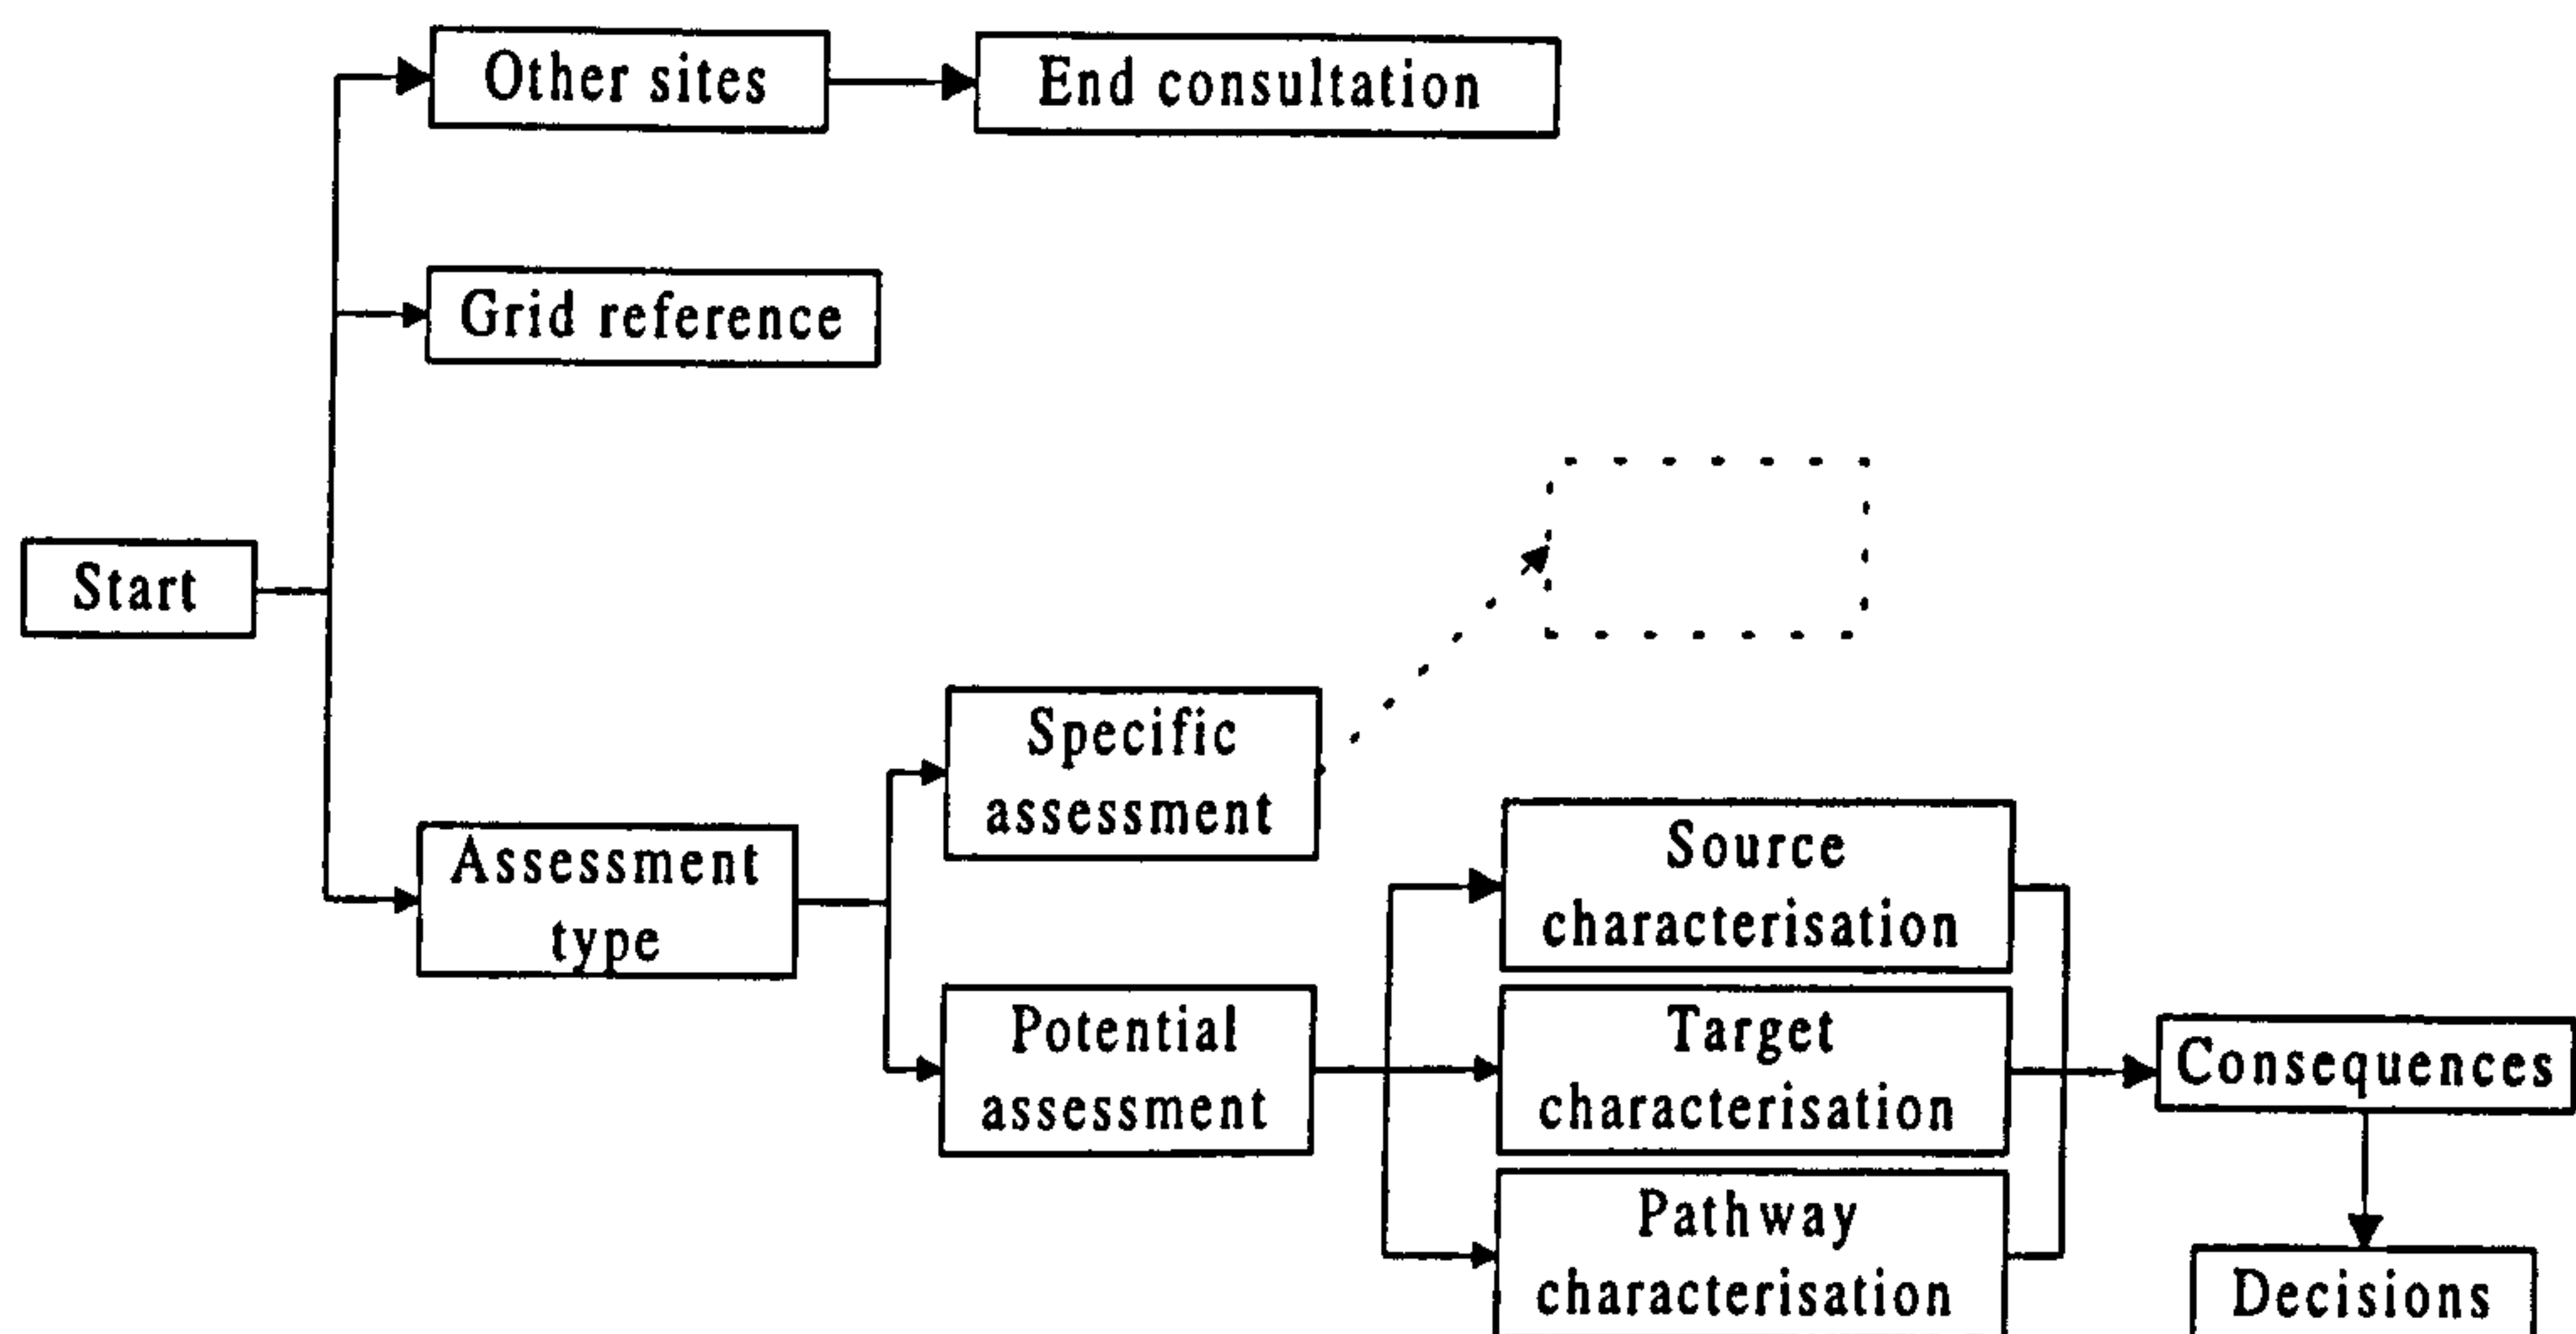 Other sites
End consultation
Grid reference
Start
Specific
assessment
Assessment
type
Potential
assessment
Source
characterisation
Target
characterisation
Pathway
characterisation
Consequences
Decisions